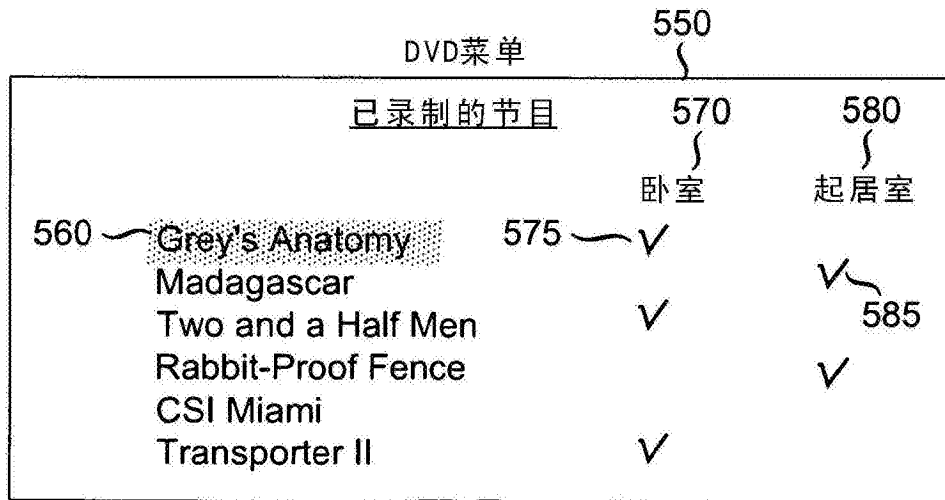 550
DVD菜单
已录制的节目 570 580
卧室 起居室
560 Grey's Anatomy 575 √
Madagascar √
Two and a Half Men √ 585
Rabbit-Proof Fence √
CSI Miami
Transporter II √